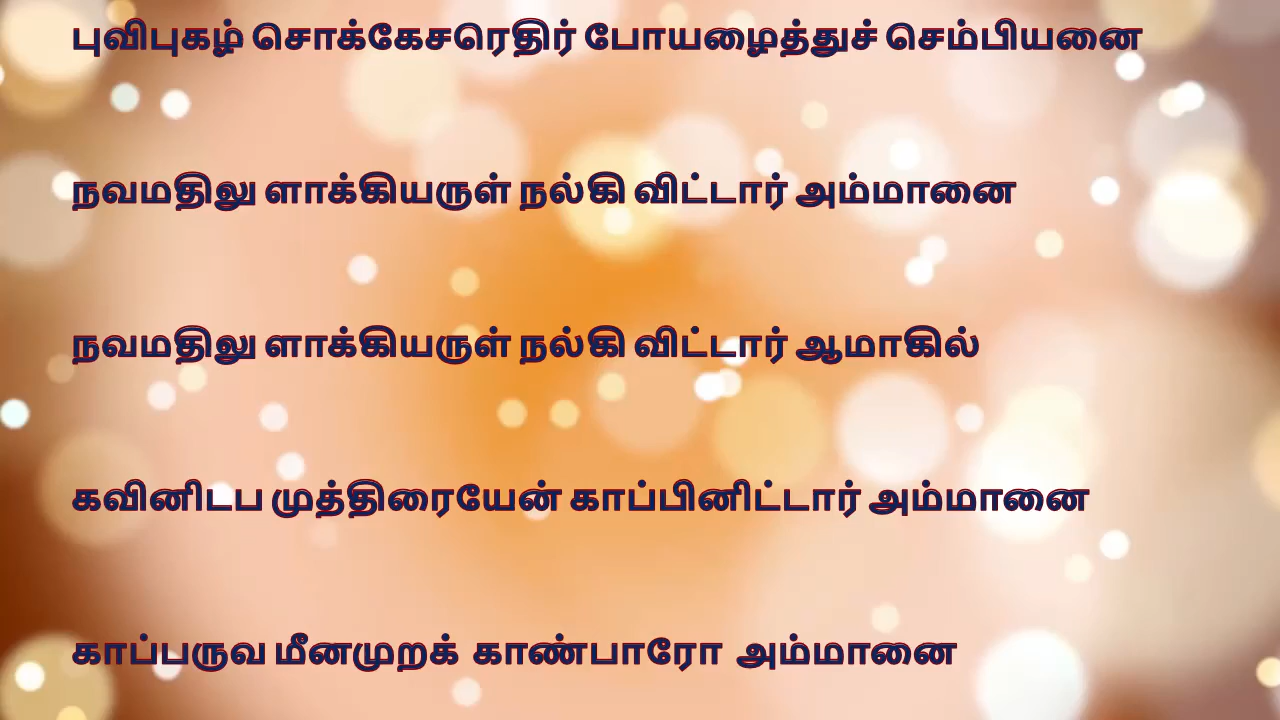 புவிபுகழ் சொக்கேசரெதிர் போயழைத்துச் செம்பியனை
நவமதிலு ளாக்கியருள் நல்கி விட்டார் அம்மானை
நவமதிலு ளாக்கியருள் நல்கி விட்டார் ஆமாகில்
கவினிடப முத்திரையேன் காப்பினிட்டார் அம்மானை
காப்பருவ மீனமுறக் காண்பாரோ அம்மானை